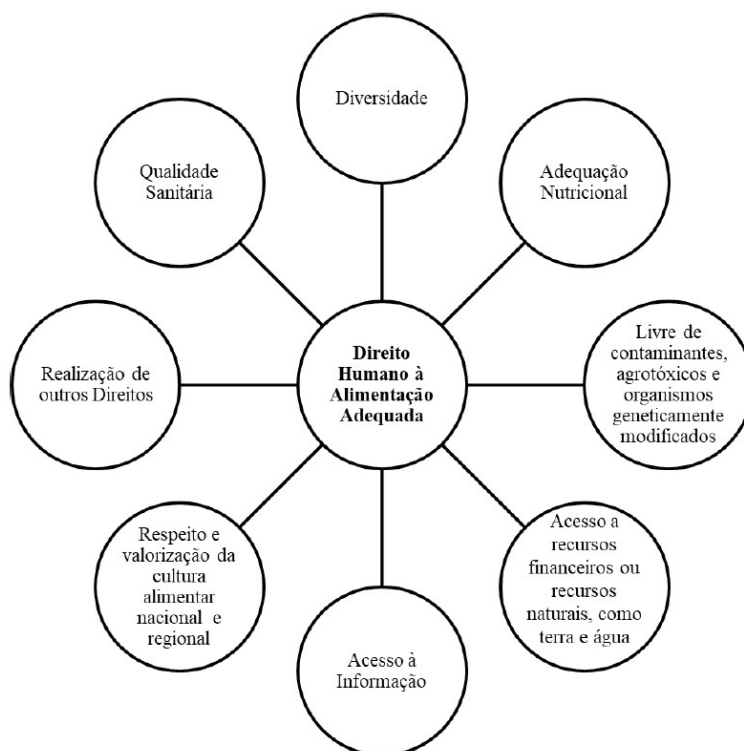 Diversidade
Qualidade
Sanitária
Adequação
Nutricional
Realização de
outros Direitos
Direito
Humano à
Alimentação
Adequada
Livre de
contaminantes,
agrotóxicos e
organismos
geneticamente
modificados
Respeito e
valorização da
cultura
alimentar
nacional e
regional
Acesso a
recursos
financeiros ou
recursos
naturais, como
terra e água
Acesso à
Informação